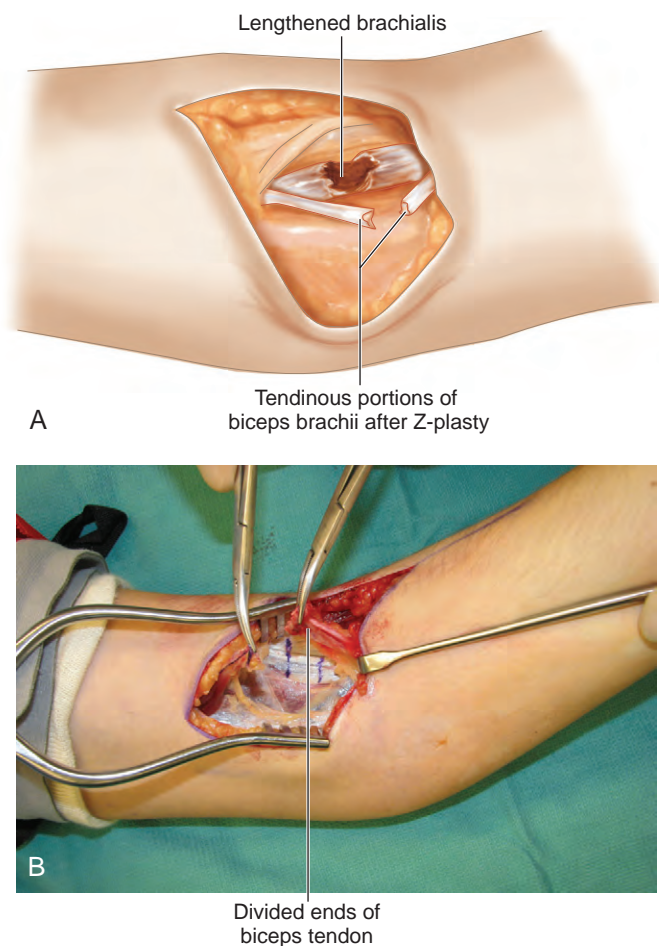 Lengthened brachialis
Tendinous portions of
biceps brachii after Z-plasty
A
B
Divided ends of
biceps tendon